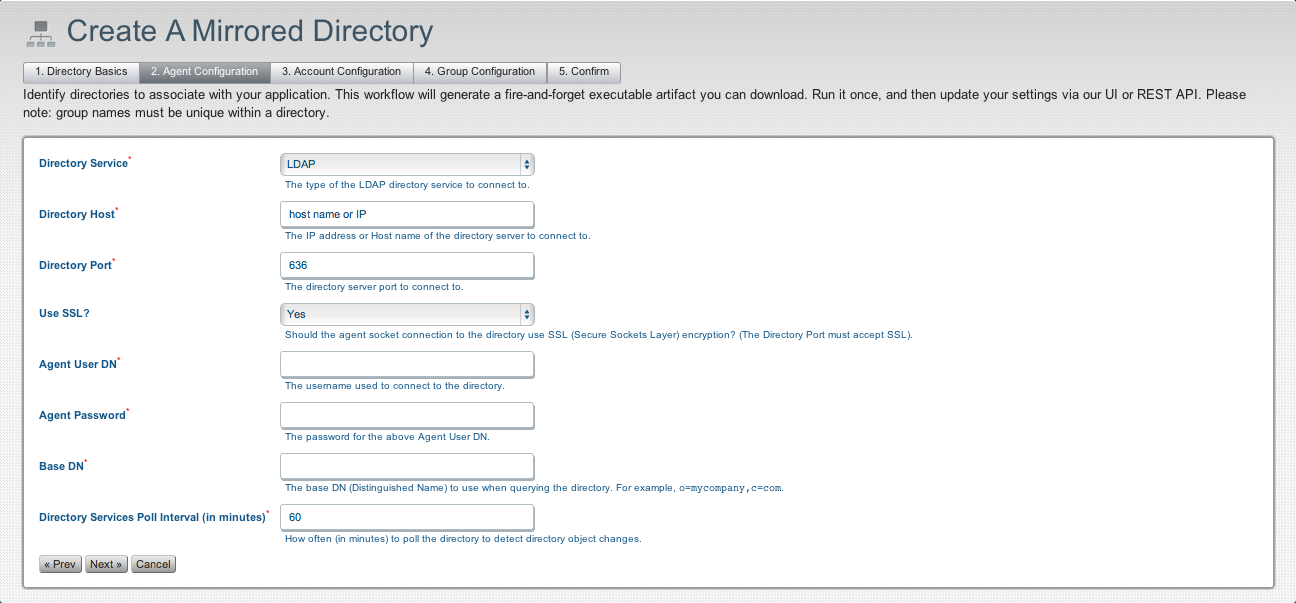 Create A Mirrored Directory
1. Directory Basics 2. Agent Configuration 3. Account Configuration 4. Group Configuration 5. Confirm
Identify directories to associate with your application. This workflow will generate a fire-and-forget executable artifact you can download. Run it once, and then update your settings via our UI or REST API. Please
note: group names must be unique within a directory.
Directory Service* LDAP
The type of the LDAP directory service to connect to.
Directory Host* host name or IP
The IP address or Host name of the directory server to connect to.
Directory Port* 636
The directory server port to connect to.
Use SSL? Yes
Should the agent socket connection to the directory use SSL (Secure Sockets Layer) encryption? (The Directory Port must accept SSL).
Agent User DN*
The username used to connect to the directory.
Agent Password*
The password for the above Agent User DN.
Base DN*
The base DN (Distinguished Name) to use when querying the directory. For example, o=mycompany,c=com.
Directory Services Poll Interval (in minutes)* 60
How often (in minutes) to poll the directory to detect directory object changes.
« Prev Next » Cancel